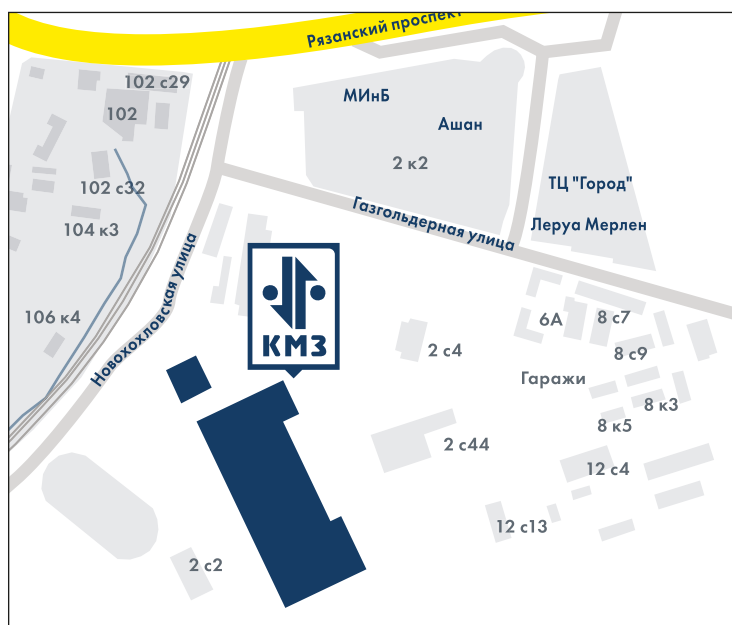 Рязанский проспект
102 с29
МИнБ
102
Ашан
2 к2
102 с32
ТЦ "Город"
104 к3
Газгольдерная улица
Леруа Мерлен
Новохохловская улица
106 к4
6А
8 с7
КМЗ
2 с4
8 с9
Гаражи
8 к3
8 к5
2 с44
12 с4
12 с13
2 с2